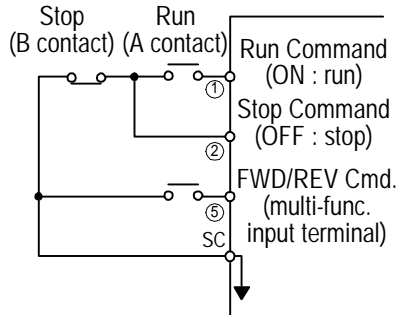 Stop Run
(B contact) (A contact)
Run Command
(ON : run)
①
Stop Command
(OFF : stop)
②
FWD/REV Cmd.
(multi-func.
input terminal)
⑤
SC